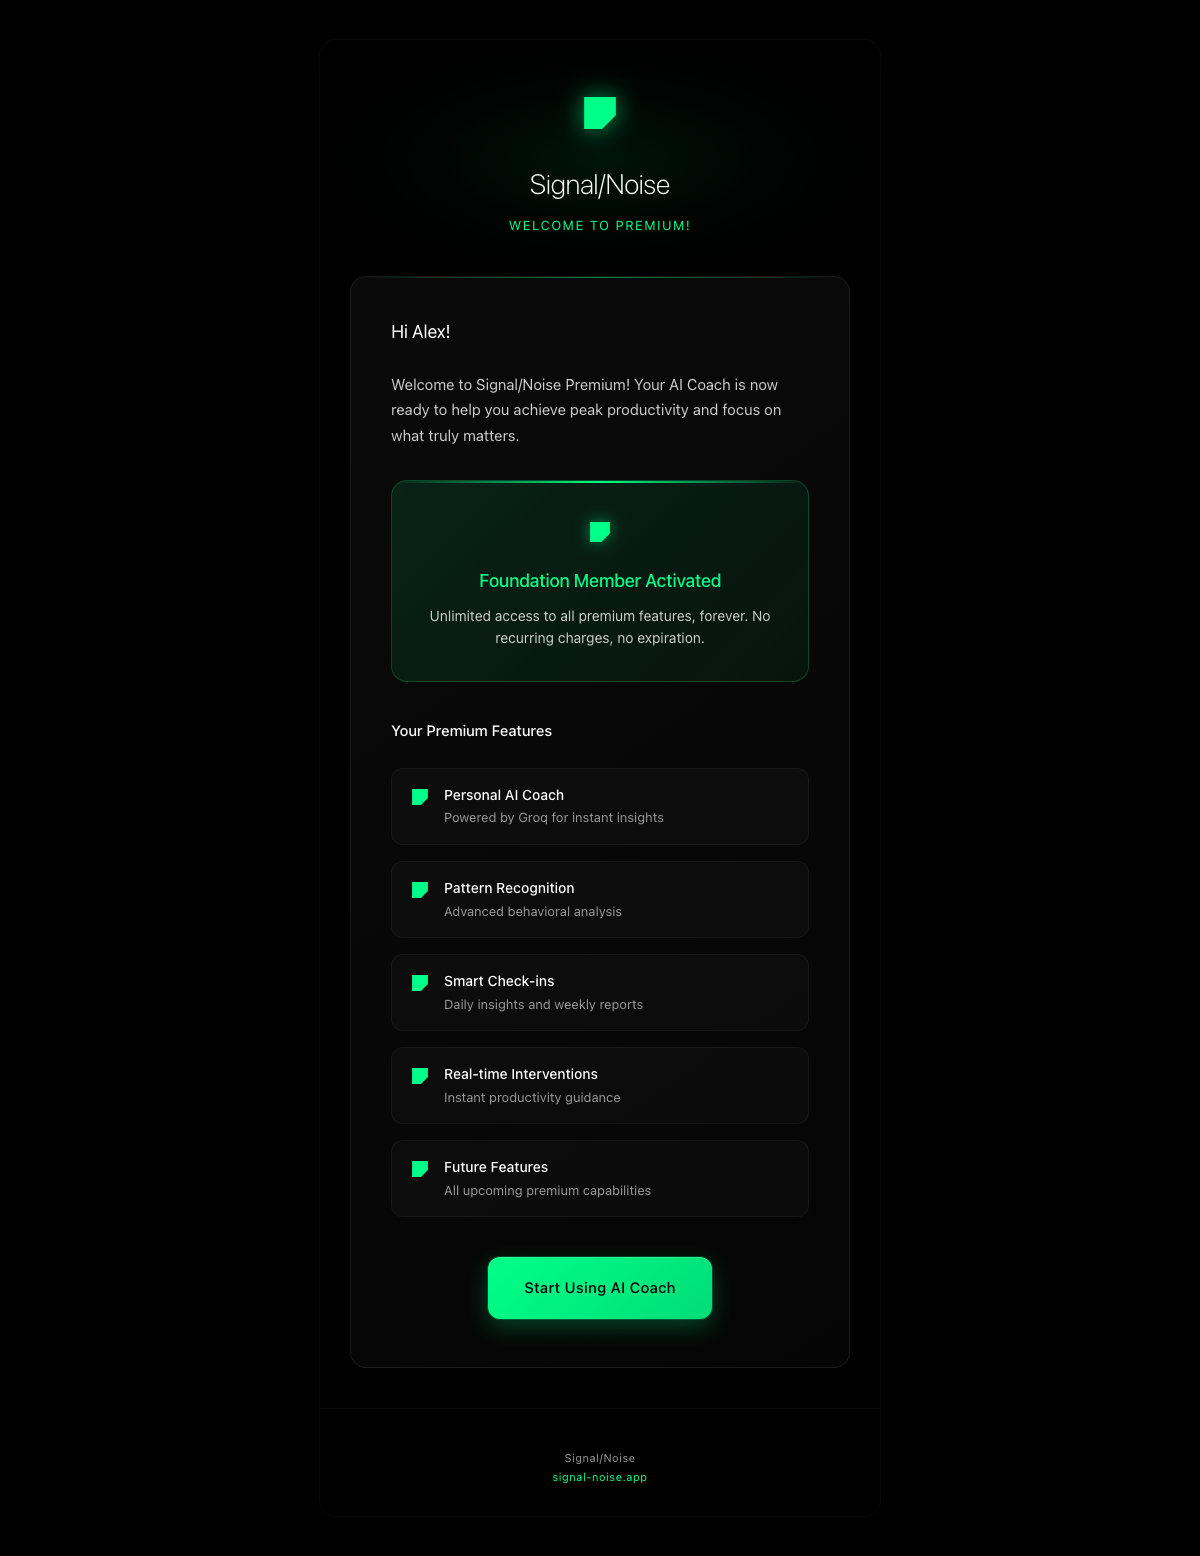 Signal/Noise
WELCOME TO PREMIUM!
Hi Alex!
Welcome to Signal/Noise Premium! Your AI Coach is now
ready to help you achieve peak productivity and focus on
what truly matters.
Foundation Member Activated
Unlimited access to all premium features, forever. No
recurring charges, no expiration.
Your Premium Features
Personal AI Coach
Powered by Groq for instant insights
Pattern Recognition
Advanced behavioral analysis
Smart Check-ins
Daily insights and weekly reports
Real-time Interventions
Instant productivity guidance
Future Features
All upcoming premium capabilities
Start Using AI Coach
Signal/Noise
signal-noise.app